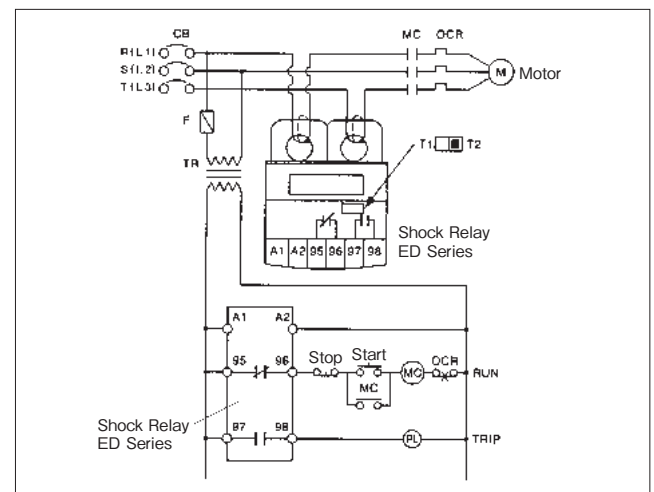 CB MC OCR
R(L1)
S(L2)
T(L3)
M Motor
F
T1 T2
TR
Shock Relay
ED Series
A1 A2 95 96 97 98
A1 A2
95 96 Stop Start MC OCR RUN
MC
Shock Relay
ED Series
97 98 PL TRIP